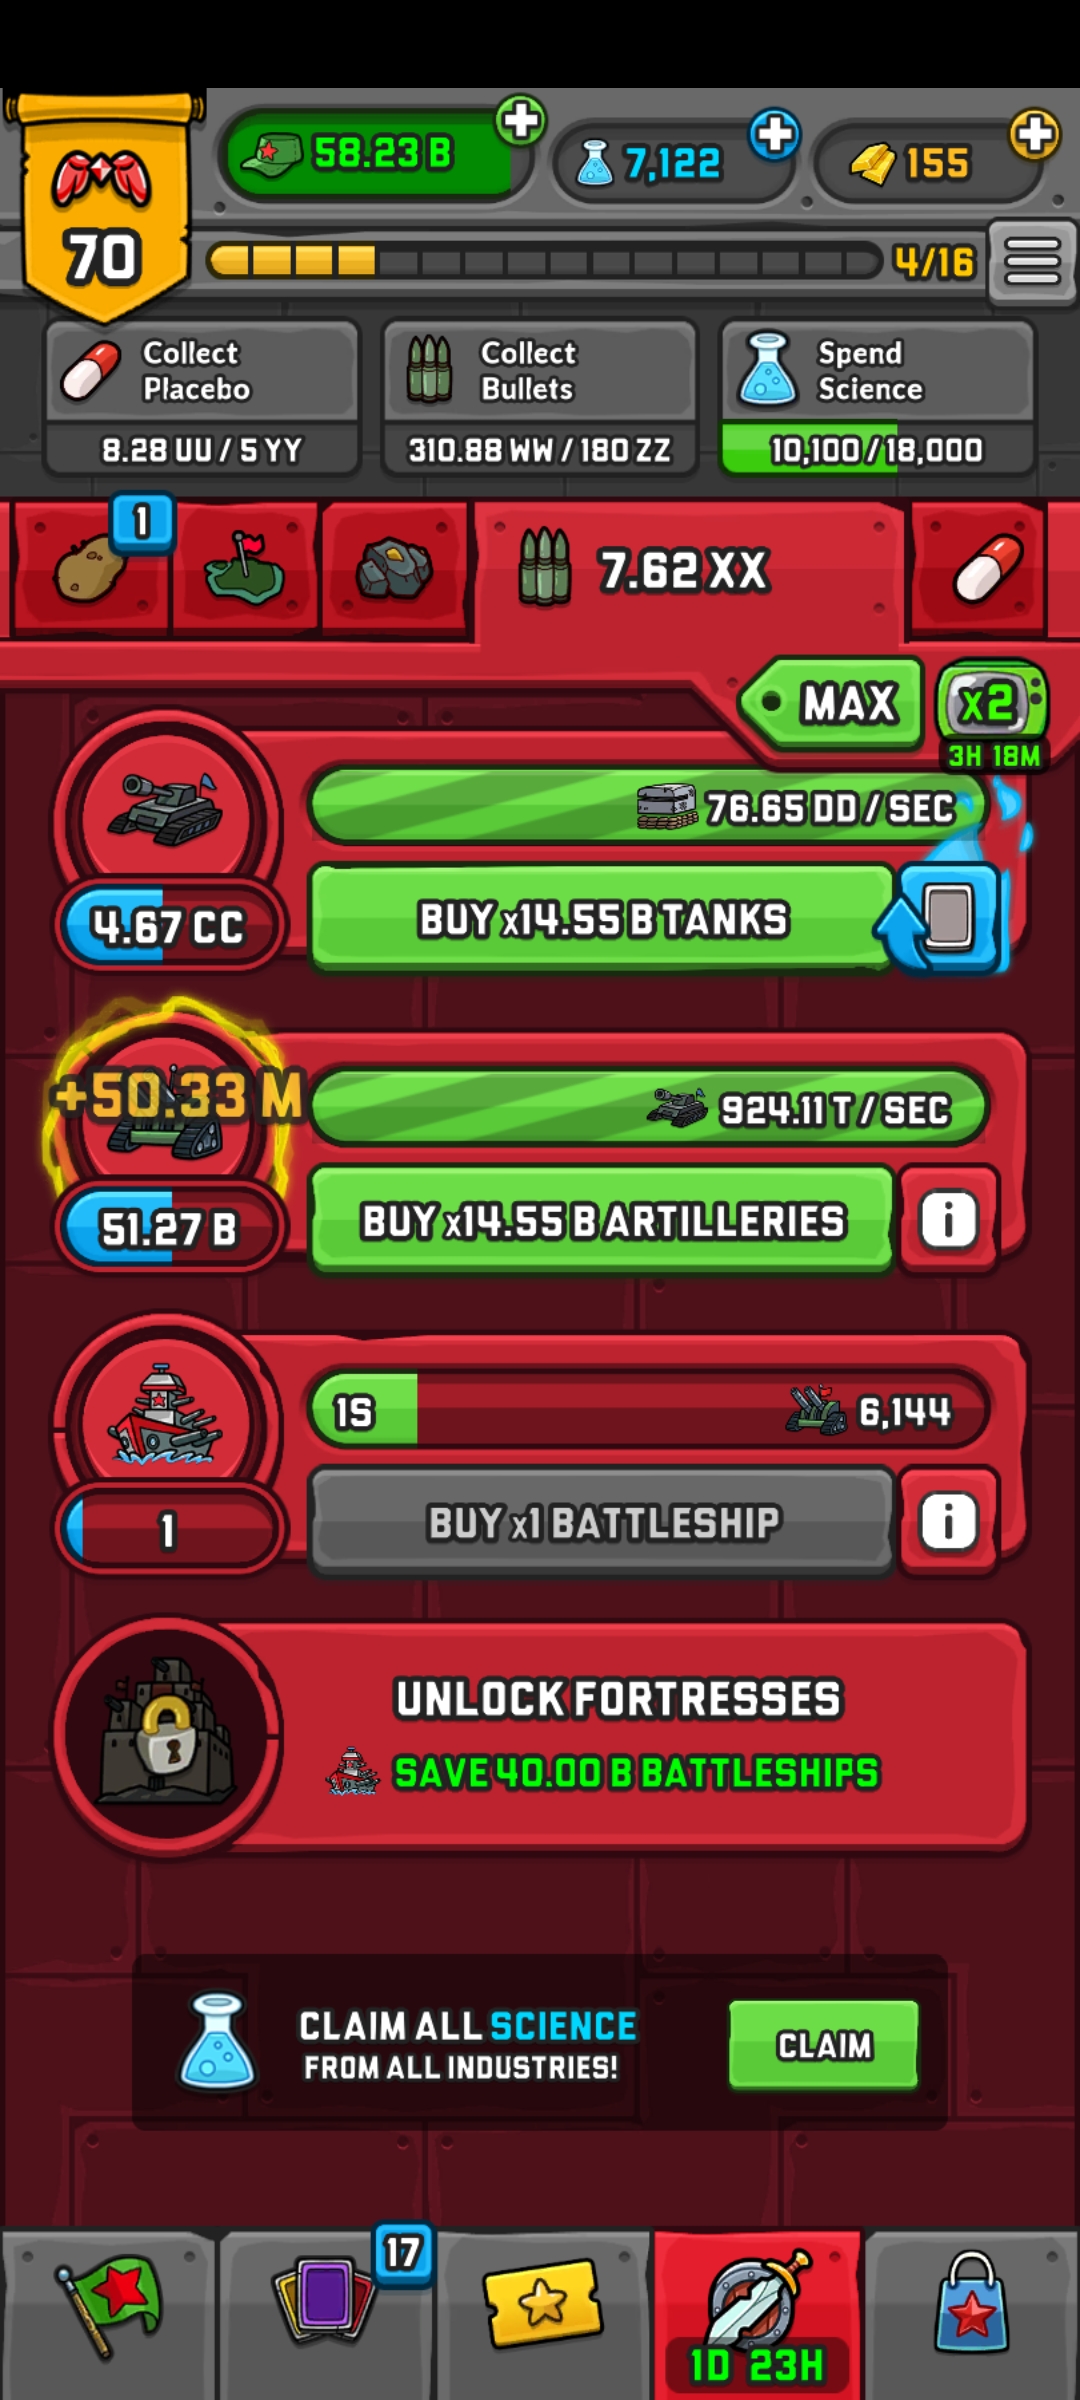 58.23 B
7,122
155
70
4/16
Collect
Placebo
8.28 UU / 5 YY
Collect
Bullets
310.88 WW / 180 ZZ
Spend
Science
10,100 / 18,000
1
7.62 XX
MAX
x2
3H 18M
76.65 DD / SEC
4.67 CC
BUY x14.55 B TANKS
+50.33 M
924.11 T / SEC
51.27 B
BUY x14.55 B ARTILLERIES
i
1S
6,144
1
BUY x1 BATTLESHIP
i
UNLOCK FORTRESSES
SAVE 40.00 B BATTLESHIPS
CLAIM ALL SCIENCE
FROM ALL INDUSTRIES!
CLAIM
17
1D 23H